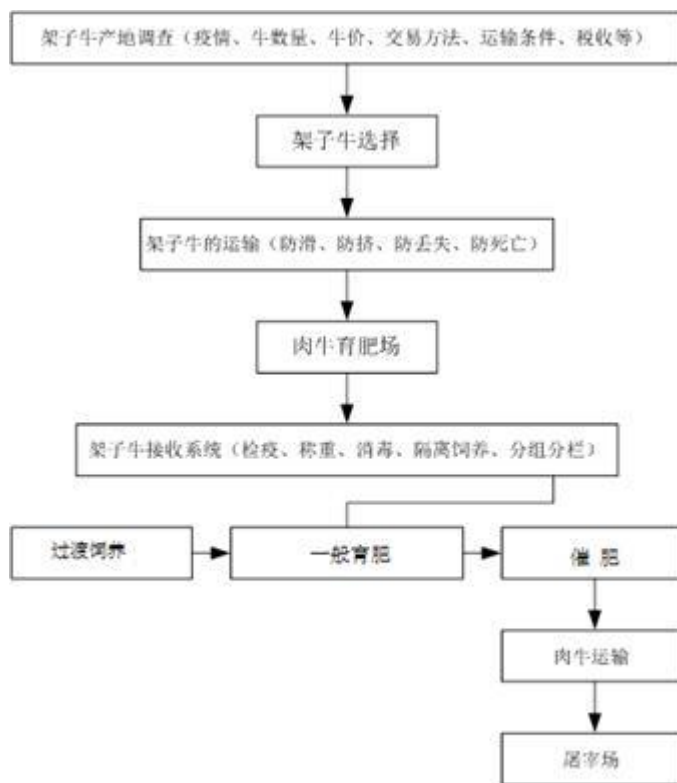 架子牛产地调查（疫情、牛数量、牛价、交易方法、运输条件、税收等）
架子牛选择
架子牛的运输（防滑、防挤、防丢失、防死亡）
肉牛育肥场
架子牛接收系统（检疫、称重、消毒、隔离饲养、分组分栏）
过渡饲养
一般育肥
催 肥
肉牛运输
屠宰场